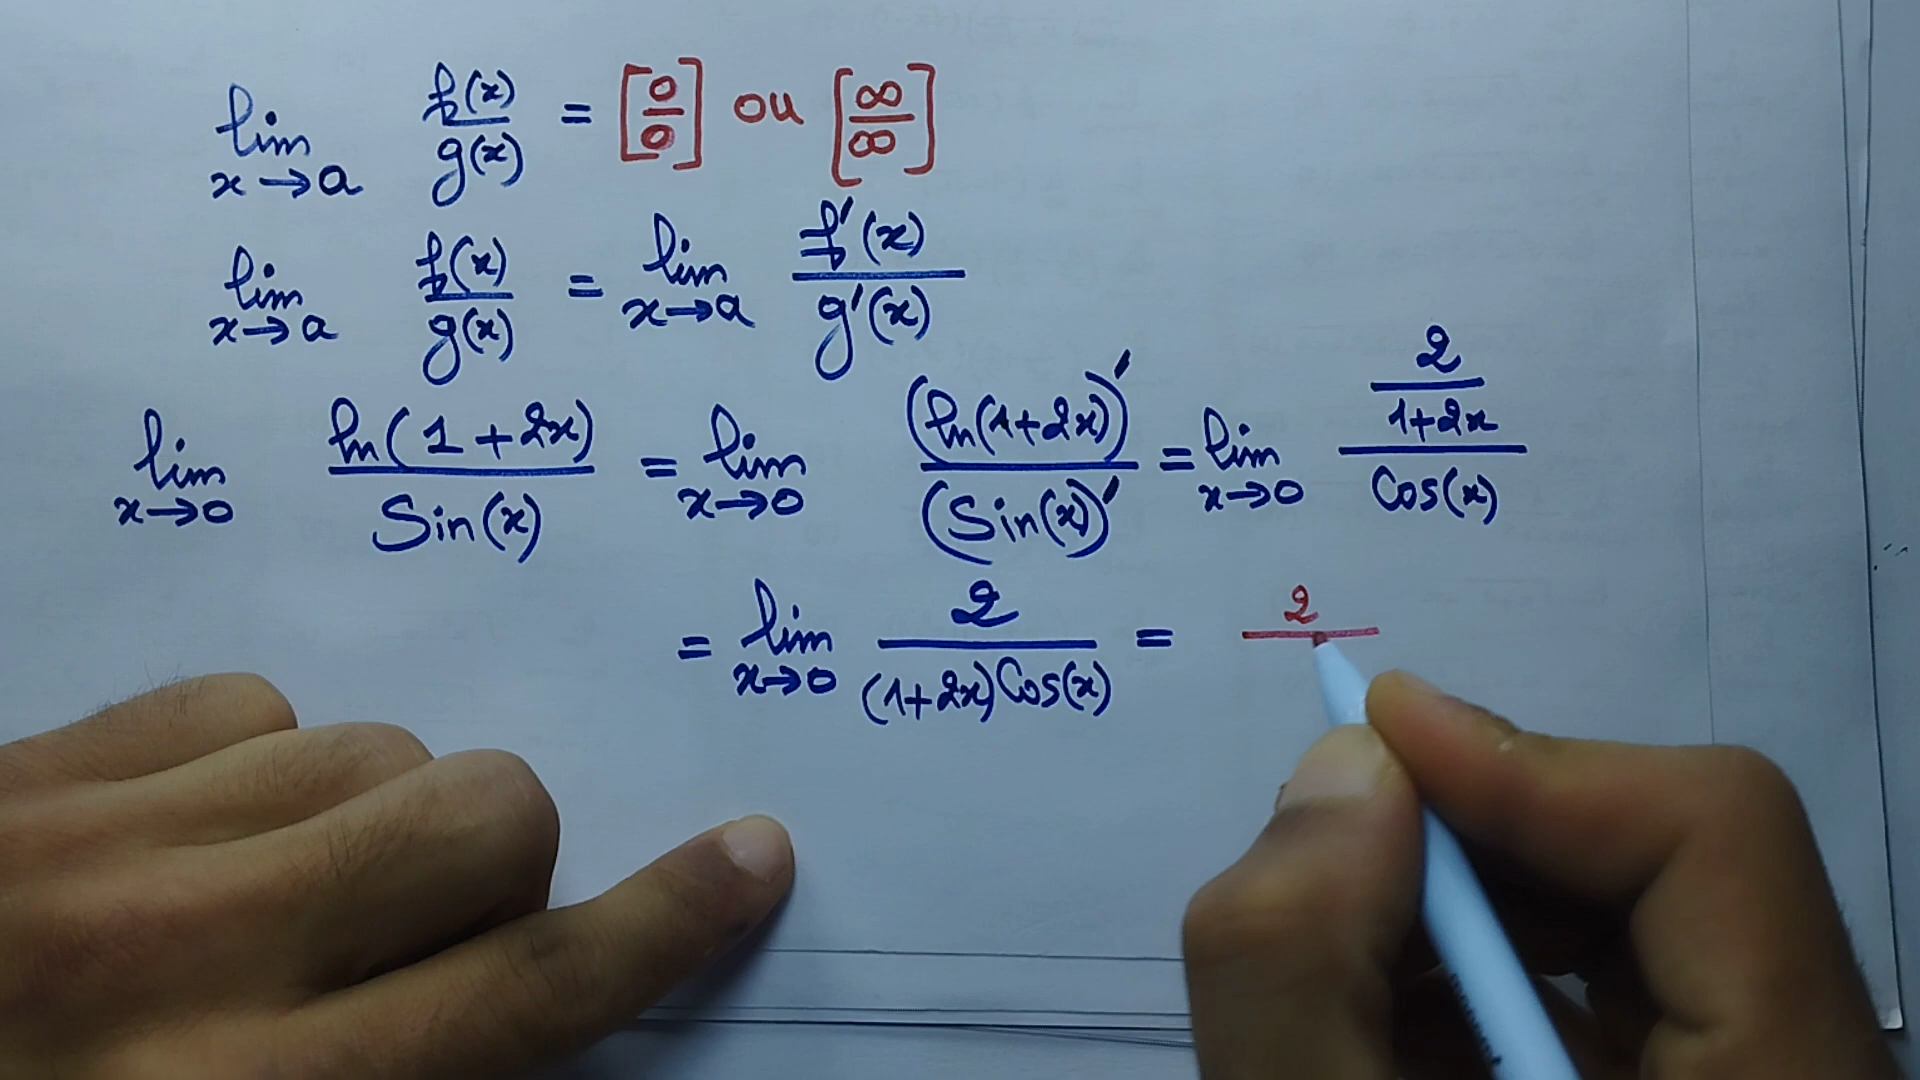 lim x→a f(x)/g(x) = [0/0] ou [∞/∞]
lim x→a f(x)/g(x) = lim x→a f'(x)/g'(x)
lim x→0 ln(1+2x)/Sin(x) = lim x→0 (ln(1+2x))'/(Sin(x))' = lim x→0 (2/(1+2x))/Cos(x)
= lim x→0 2/((1+2x)Cos(x)) = 2/